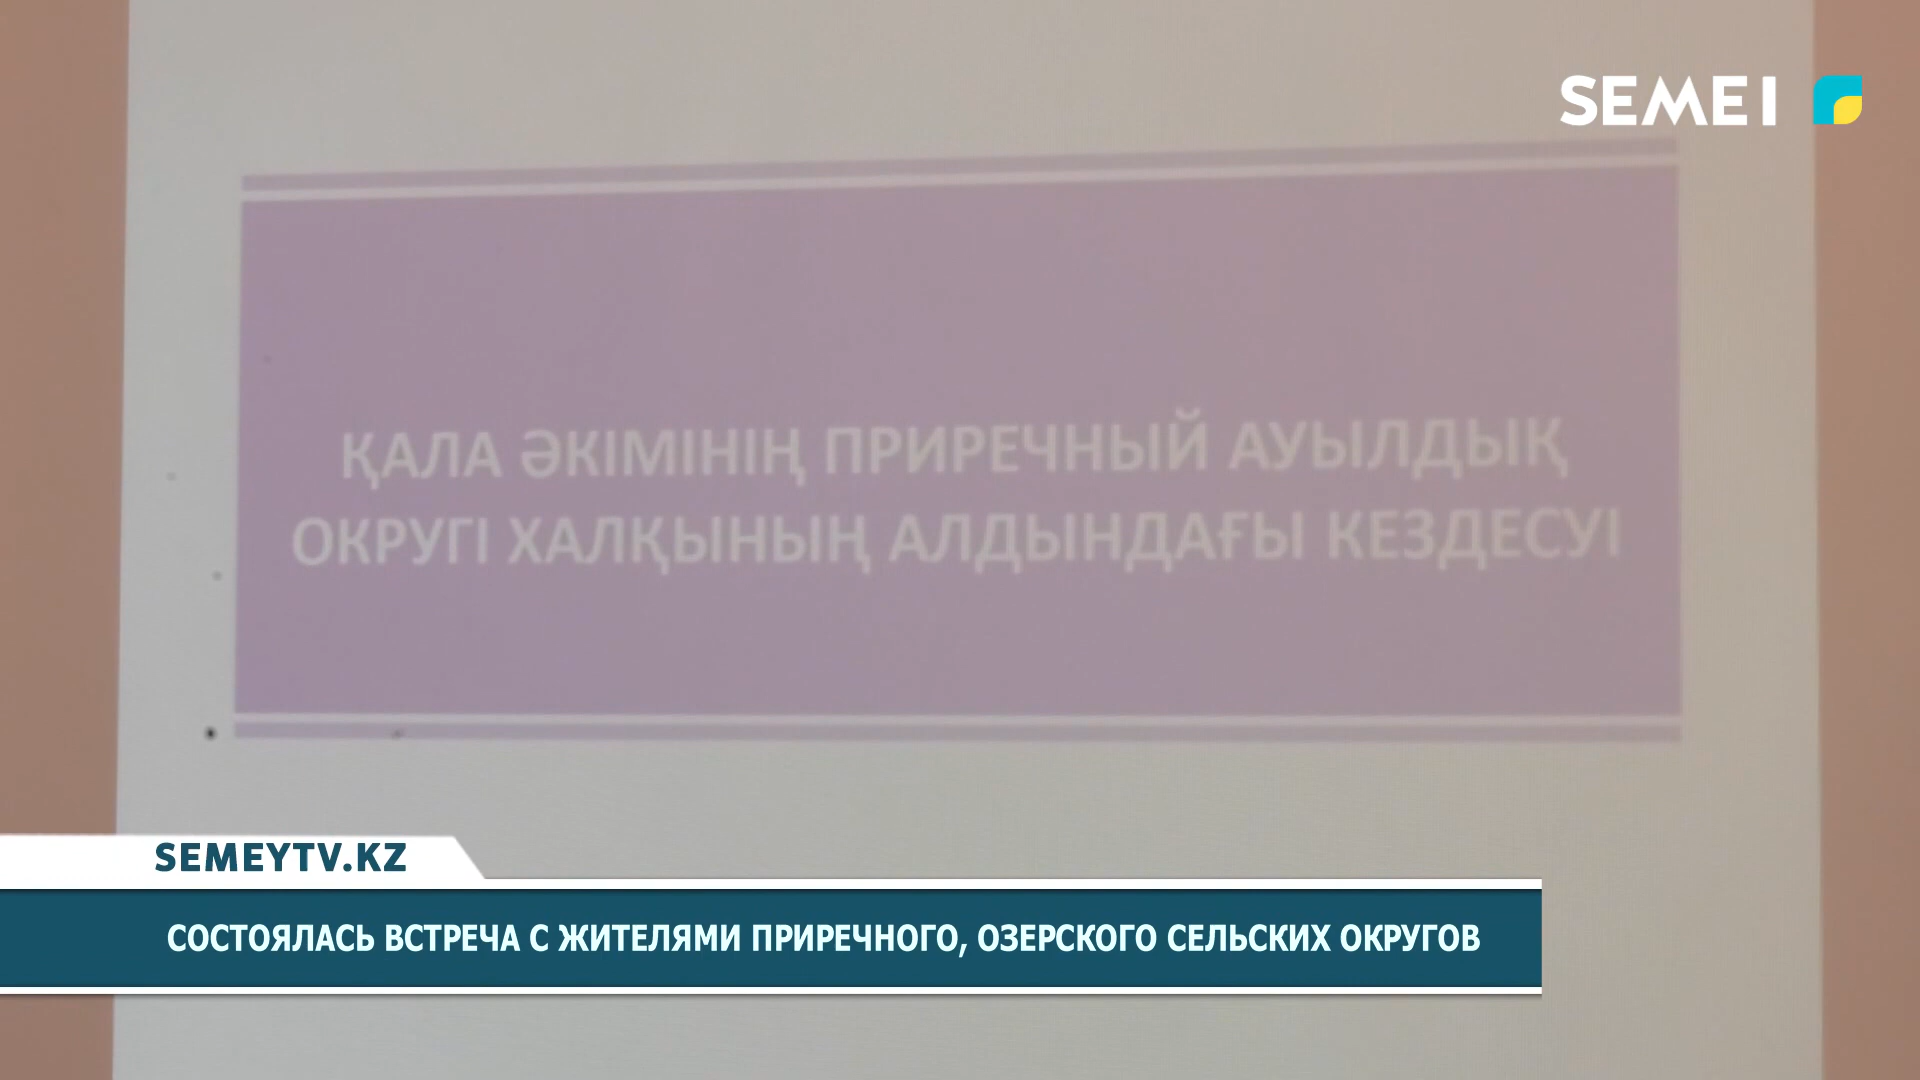 SEMEI
ҚАЛА ӘКІМІНІҢ ПРИРЕЧНЫЙ АУЫЛДЫҚ
ОКРУГІ ХАЛҚЫНЫҢ АЛДЫНДАҒЫ КЕЗДЕСУІ
SEMEYTV.KZ
СОСТОЯЛАСЬ ВСТРЕЧА С ЖИТЕЛЯМИ ПРИРЕЧНОГО, ОЗЕРСКОГО СЕЛЬСКИХ ОКРУГОВ